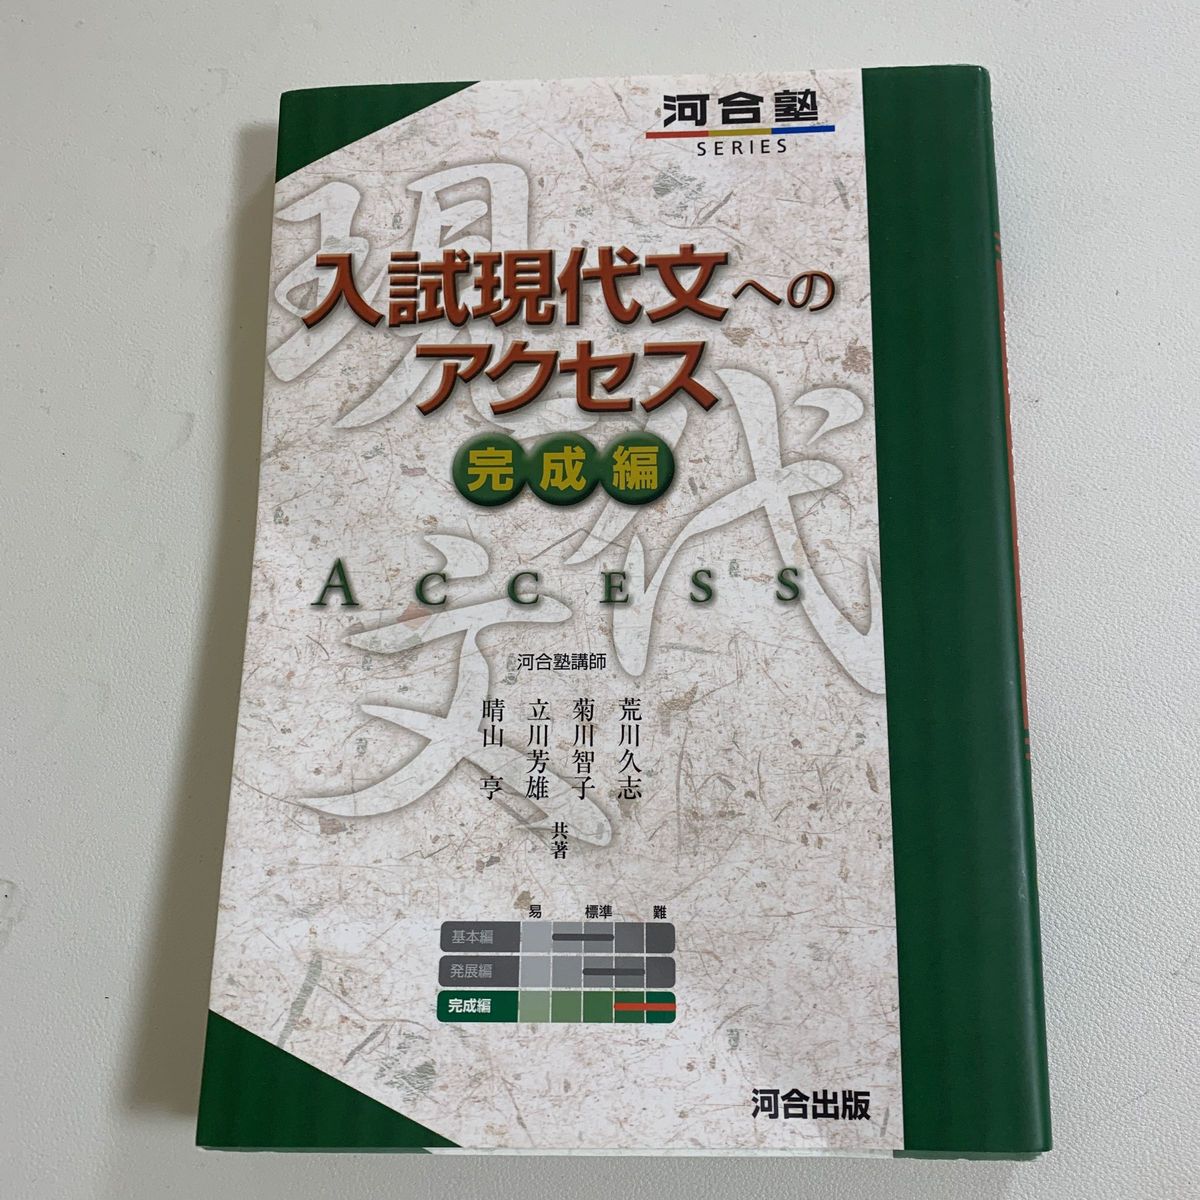 河合塾
SERIES
入試現代文への
アクセス
完成編
ACCESS
河合塾講師
荒川久志
菊川智子
立川芳雄
晴山 亨
共著
易 標準 難
基本編
発展編
完成編
河合出版
現代文